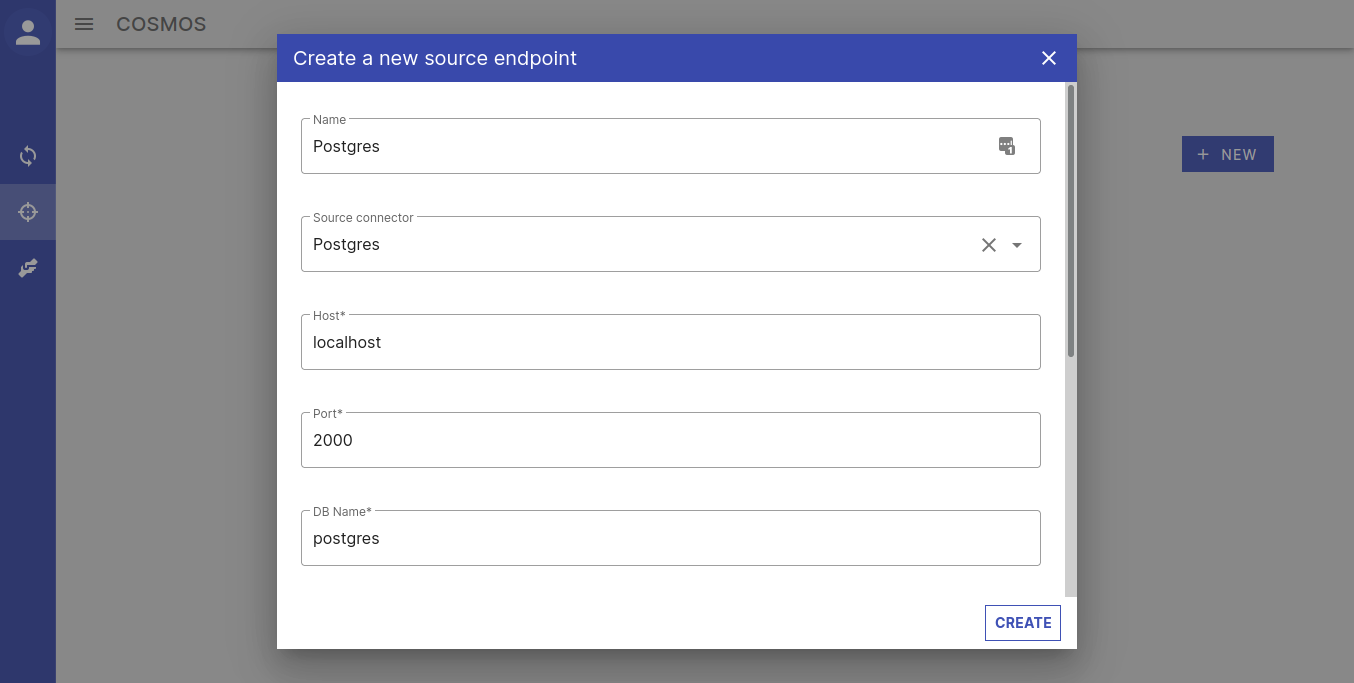 COSMOS
Create a new source endpoint
Name
Postgres
1
+ NEW
Source connector
Postgres
Host*
localhost
Port*
2000
DB Name*
postgres
CREATE